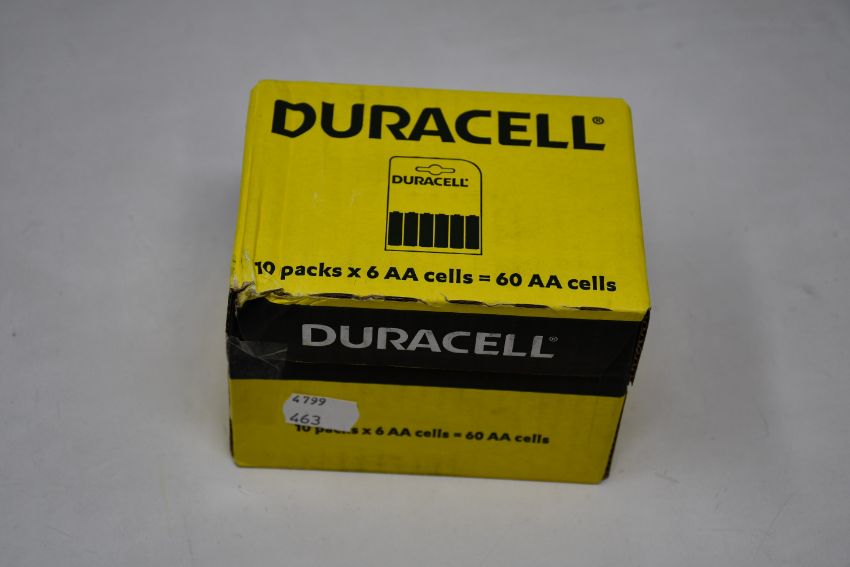 DURACELL®
DURACELL®
10 packs x 6 AA cells = 60 AA cells
DURACELL®
4799
463
10 packs x 6 AA cells = 60 AA cells